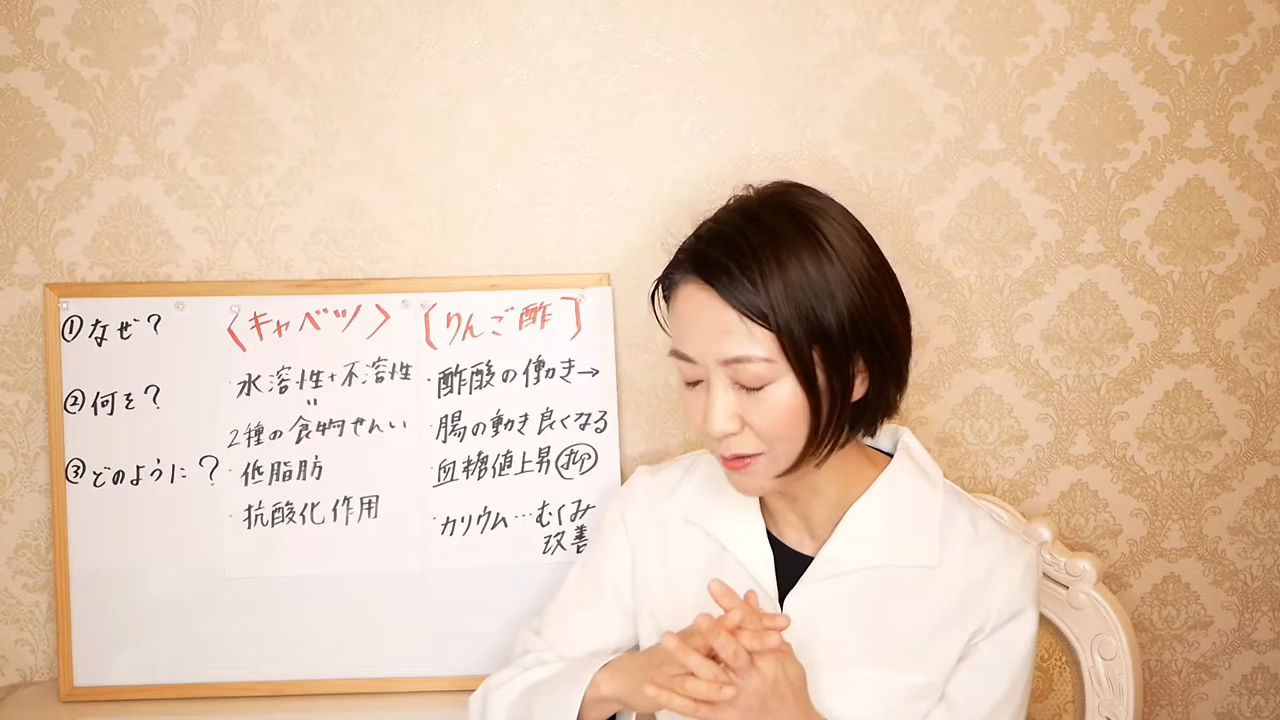 ①なぜ？
②何を？
③どのように？
〈キャベツ〉
・水溶性+不溶性
〃
2種の食物せんい
・低脂肪
・抗酸化作用
〔りんご酢〕
・酢酸の働き→
腸の動き良くなる
・血糖値上昇㊥抑
・カリウム…むくみ
改善